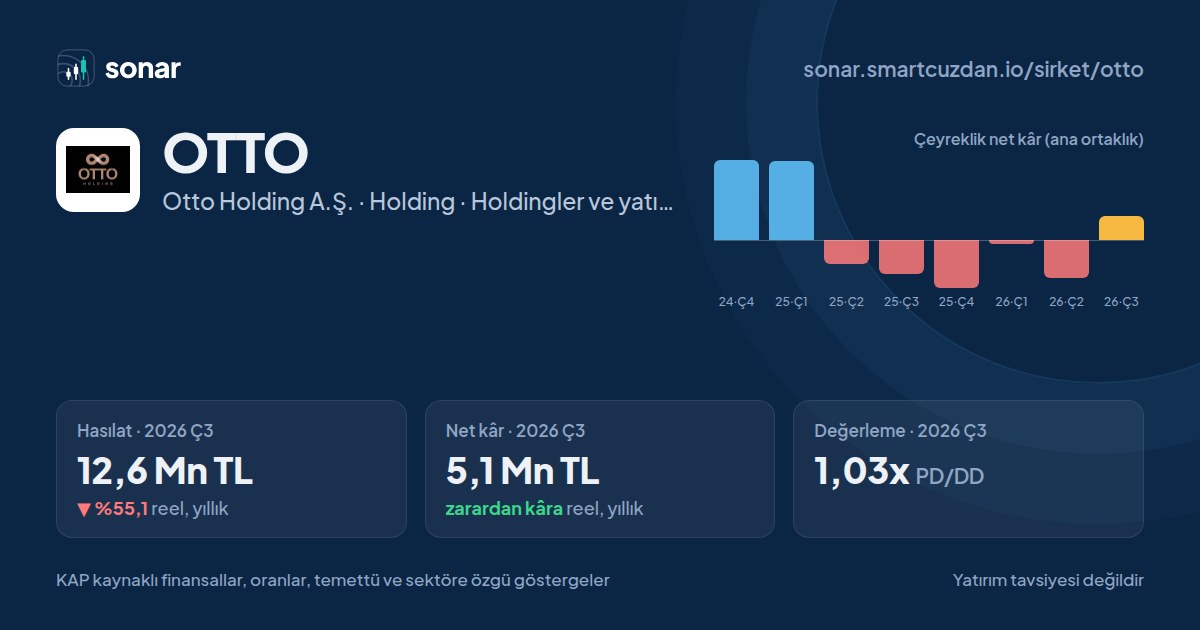 sonar
sonar.smartcuzdan.io/sirket/otto
OTTO
HOLDING
OTTO
Otto Holding A.Ş. · Holding · Holdingler ve yatı...
Çeyreklik net kâr (ana ortaklık)
24·Ç4 25·Ç1 25·Ç2 25·Ç3 25·Ç4 26·Ç1 26·Ç2 26·Ç3
Hasılat · 2026 Ç3
12,6 Mn TL
▼ %55,1 reel, yıllık
Net kâr · 2026 Ç3
5,1 Mn TL
zarardan kâra reel, yıllık
Değerleme · 2026 Ç3
1,03x PD/DD
KAP kaynaklı finansallar, oranlar, temettü ve sektöre özgü göstergeler
Yatırım tavsiyesi değildir